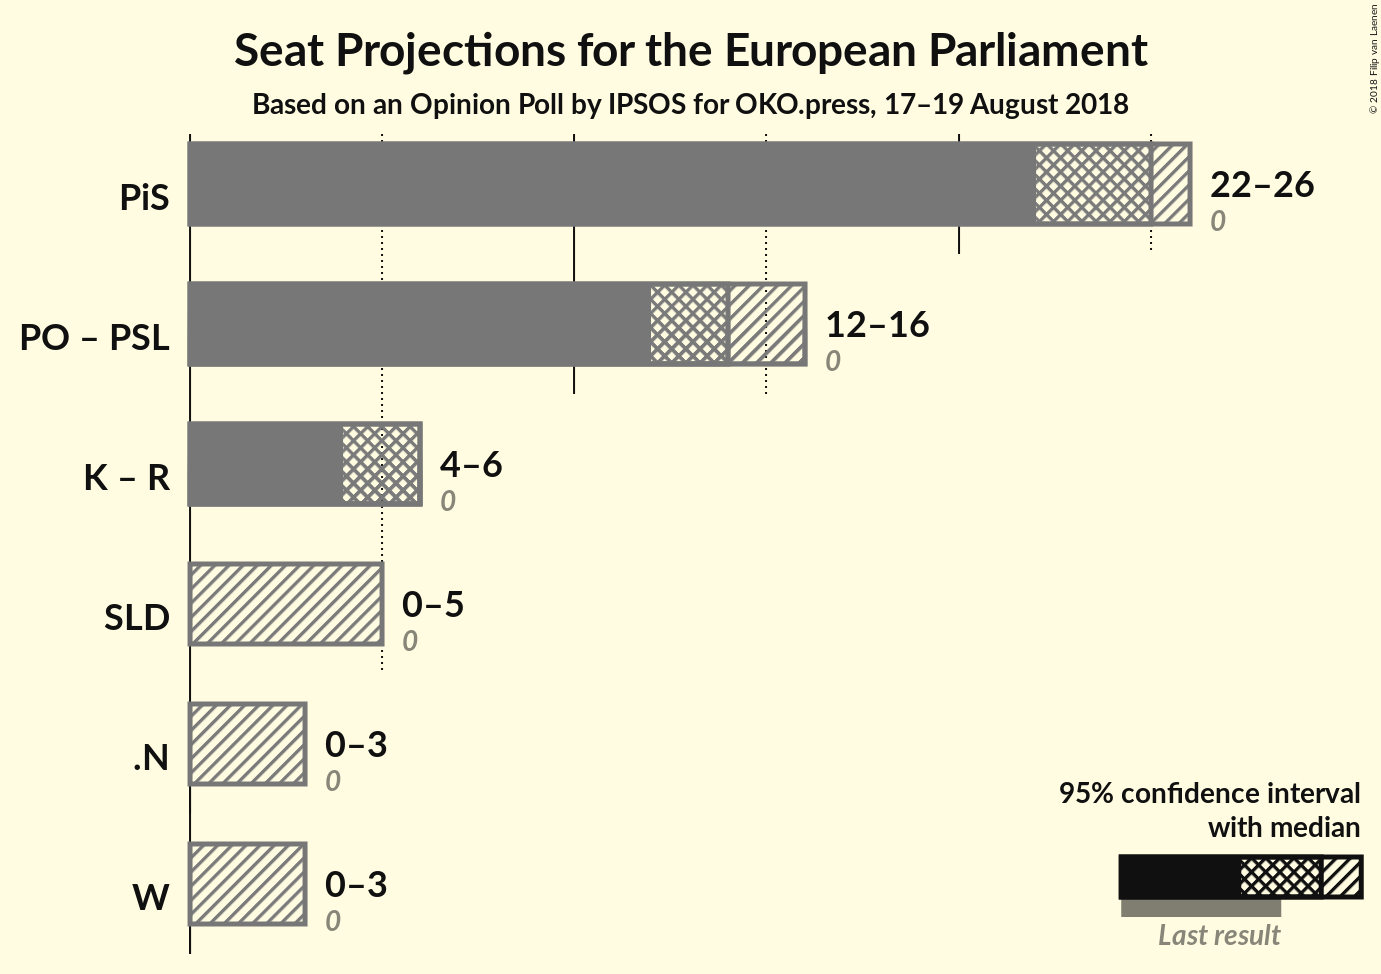 Seat Projections for the European Parliament
Based on an Opinion Poll by IPSOS for OKO.press, 17–19 August 2018
© 2018 Filip van Laenen
PiS
22–26
0
PO – PSL
12–16
0
K – R
4–6
0
SLD
0–5
0
.N
0–3
0
W
0–3
0
95% confidence interval
with median
Last result